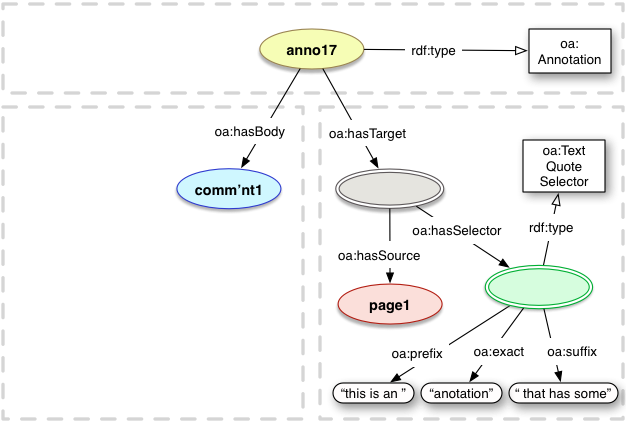 anno17
rdf:type
oa:
Annotation
oa:hasBody
oa:hasTarget
oa:Text
Quote
Selector
comm'nt1
oa:hasSelector
rdf:type
oa:hasSource
page1
oa:prefix
oa:exact
oa:suffix
“this is an ”
“anotation”
“ that has some”